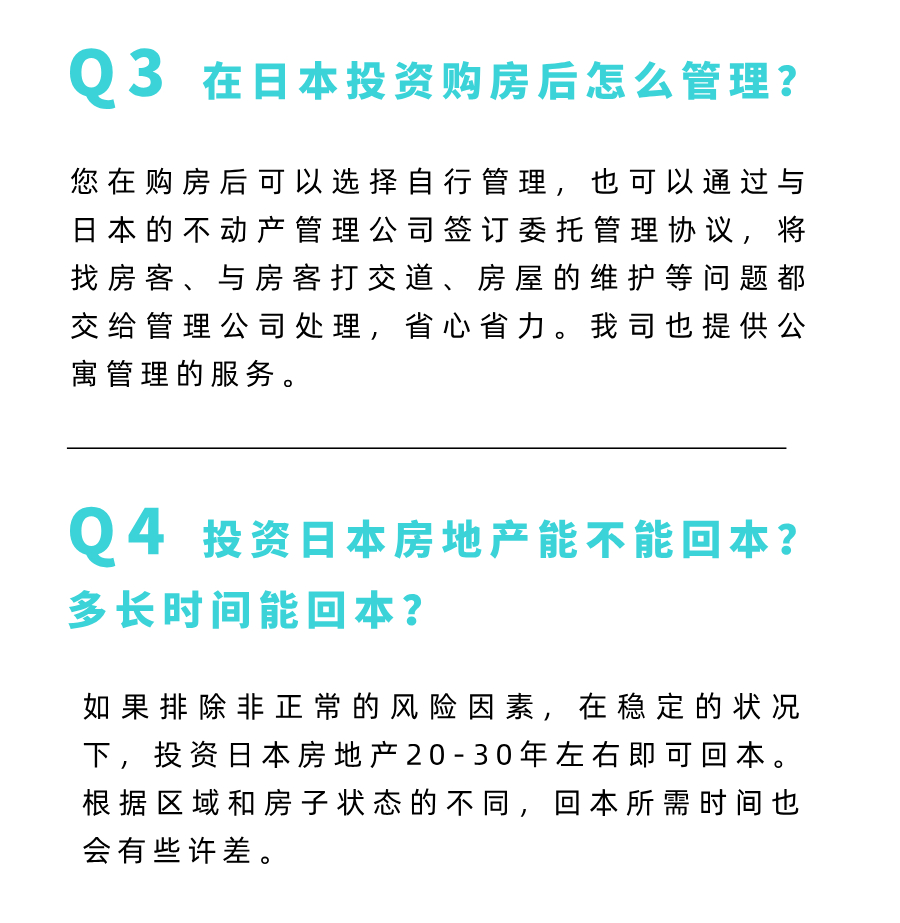 Q3 在日本投资购房后怎么管理？
您在购房后可以选择自行管理，也可以通过与
日本的不动产管理公司签订委托管理协议，将
找房客、与房客打交道、房屋的维护等问题都
交给管理公司处理，省心省力。我司也提供公
寓管理的服务。
Q4 投资日本房地产能不能回本？
多长时间能回本？
如果排除非正常的风险因素，在稳定的状况
下，投资日本房地产20-30年左右即可回本。
根据区域和房子状态的不同，回本所需时间也
会有些许差。